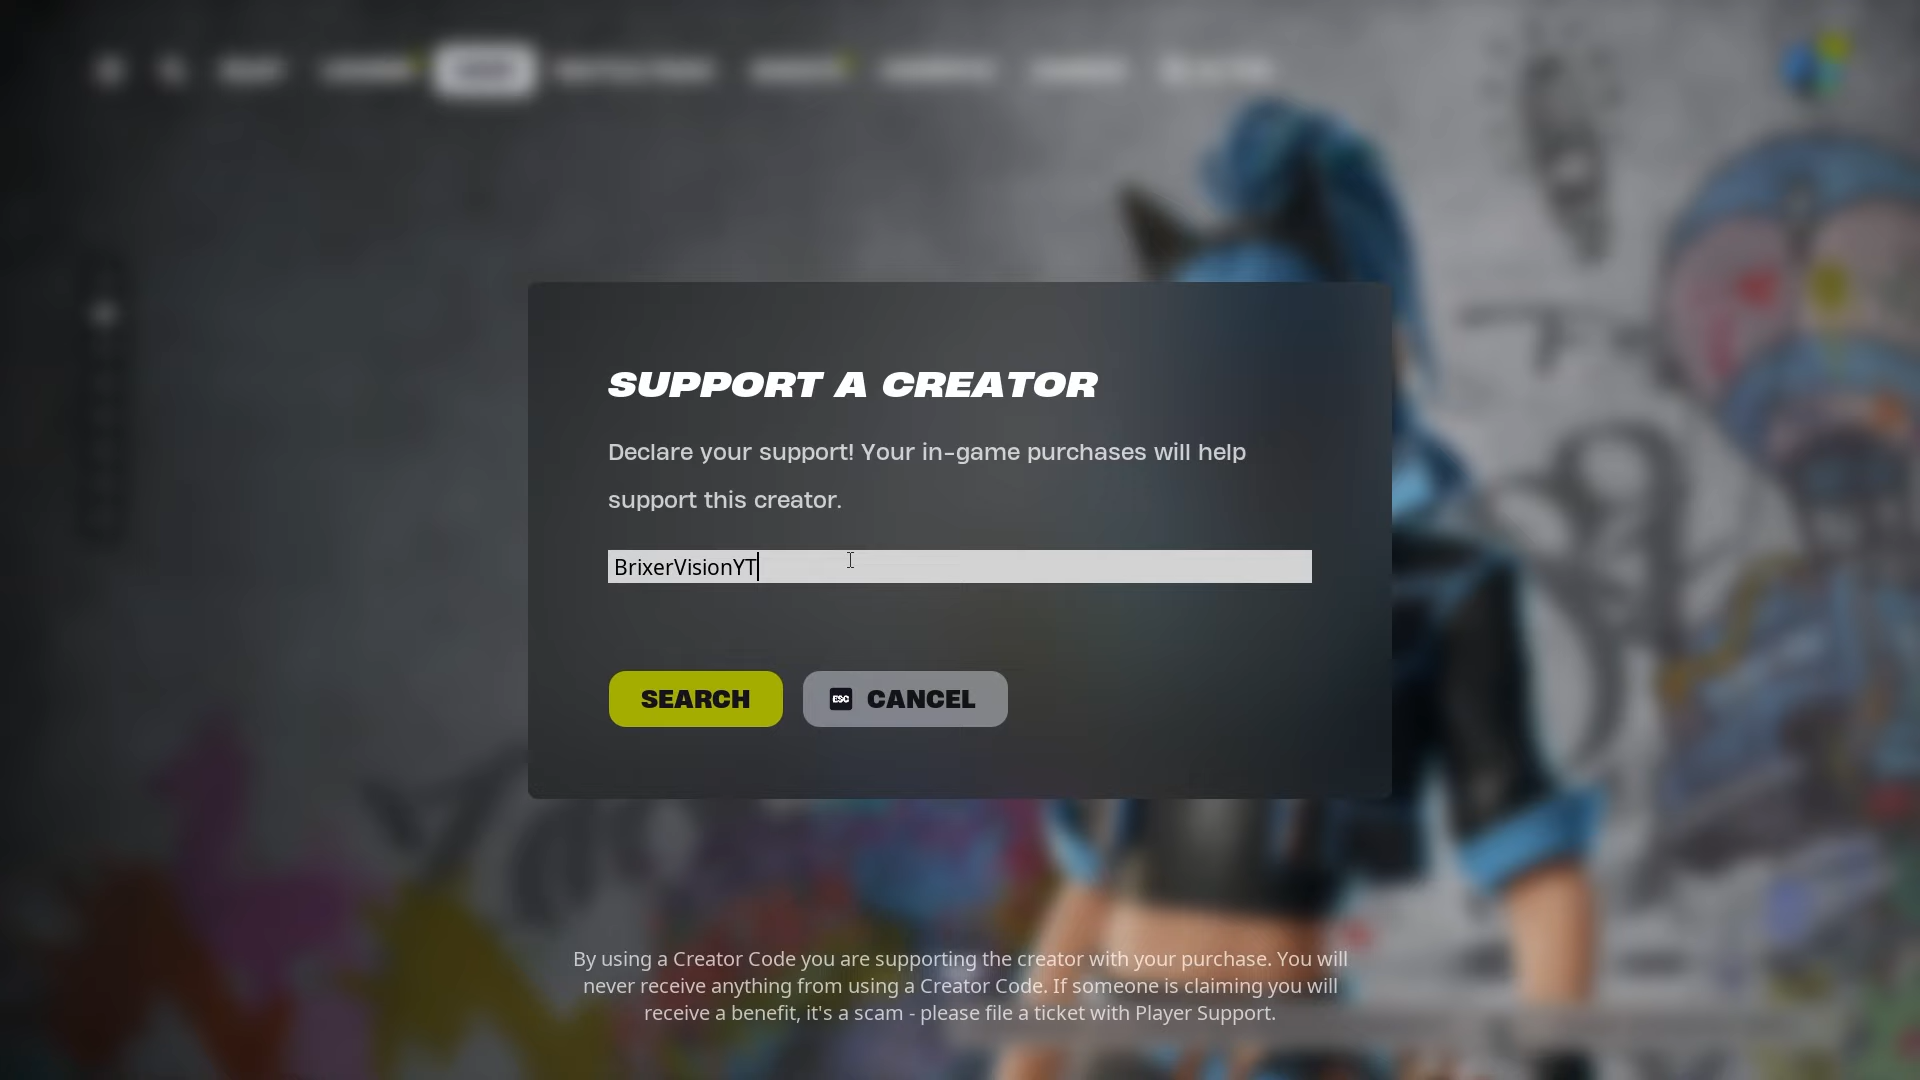 SUPPORT A CREATOR
Declare your support! Your in-game purchases will help
support this creator.
BrixerVisionYT
SEARCH
ESC CANCEL
By using a Creator Code you are supporting the creator with your purchase. You will
never receive anything from using a Creator Code. If someone is claiming you will
receive a benefit, it's a scam - please file a ticket with Player Support.